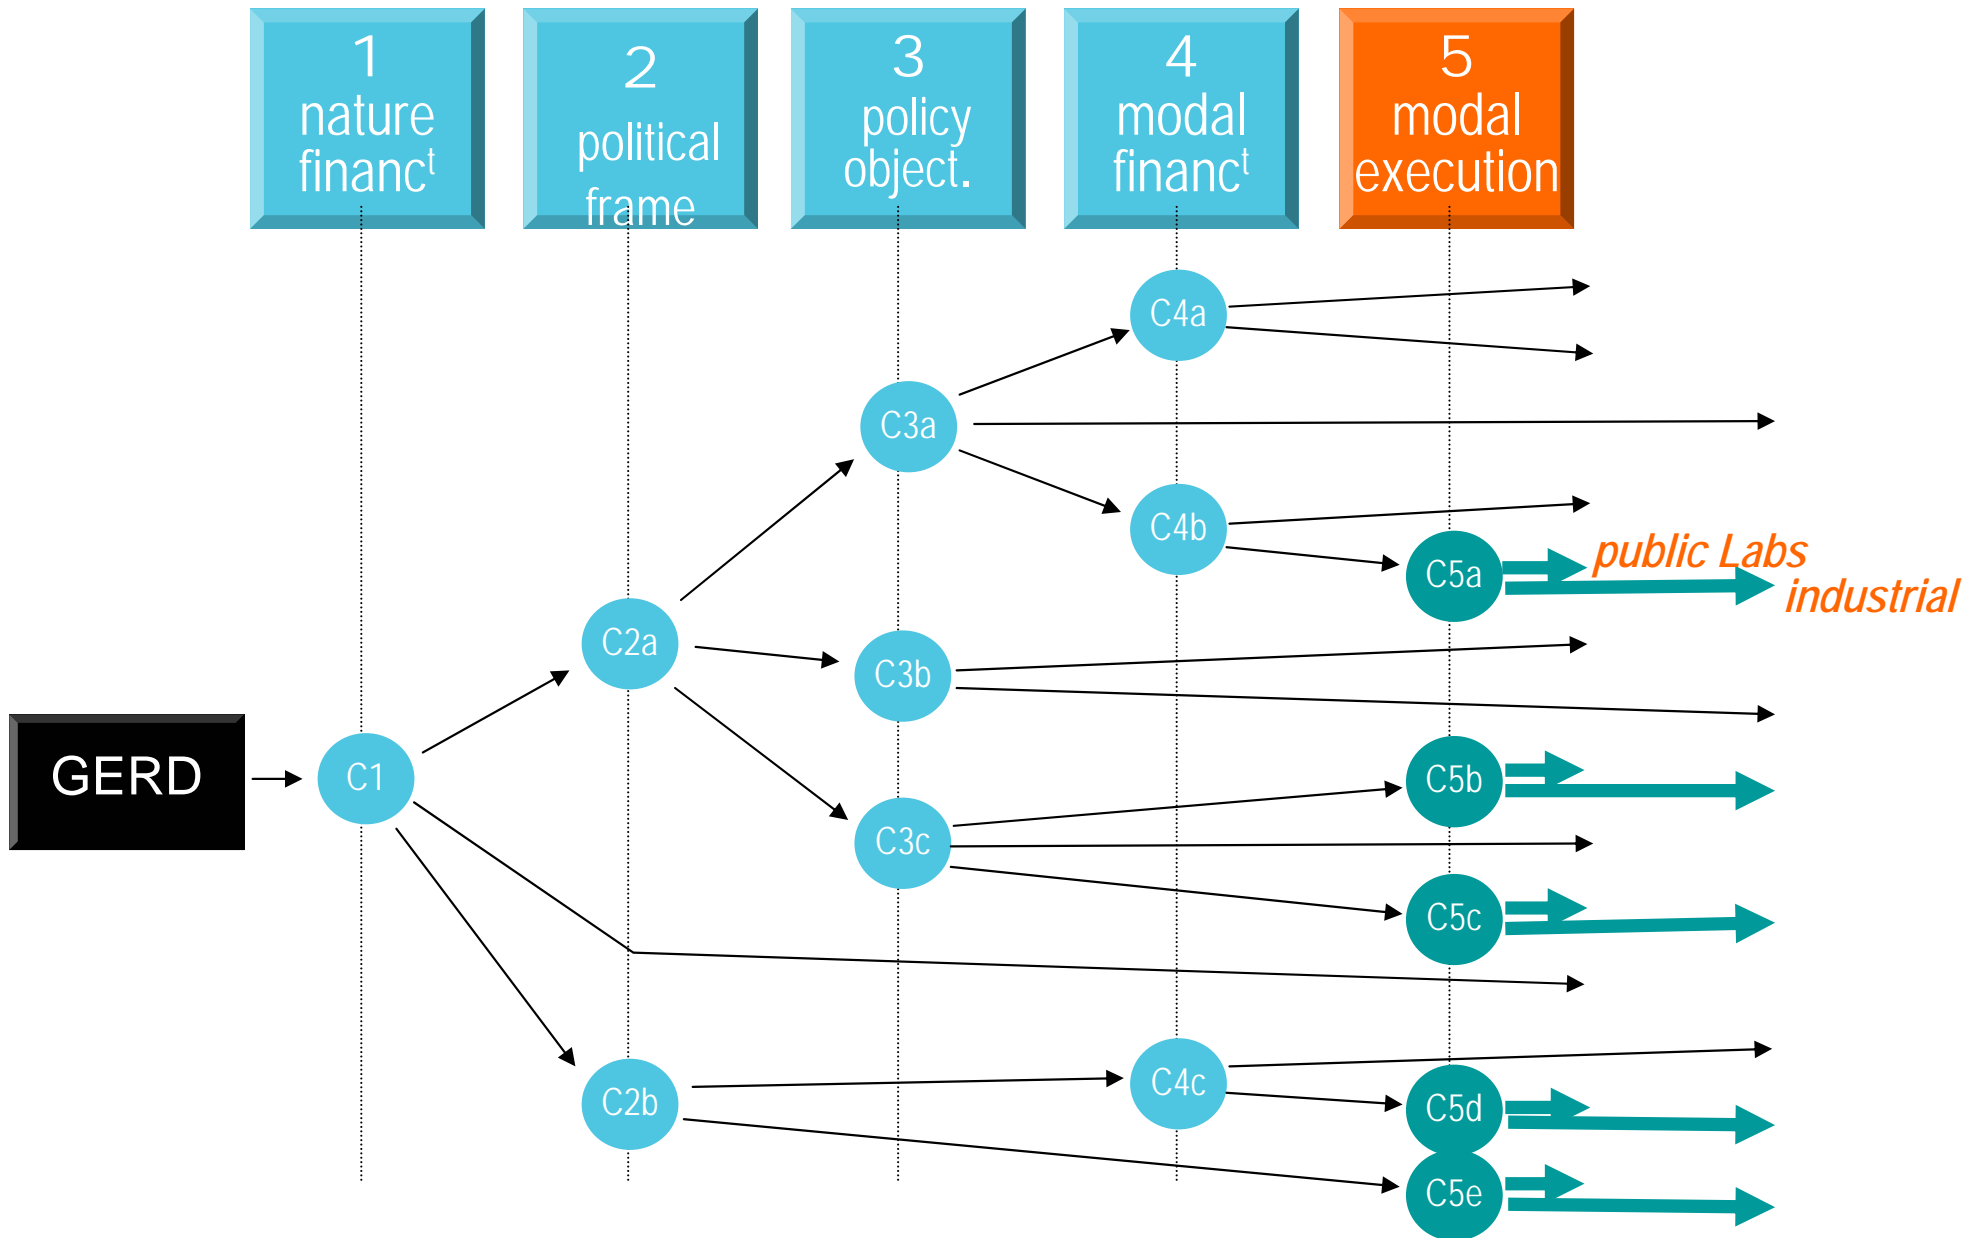 1
nature
financᵗ
2
political
frame
3
policy
object.
4
modal
financᵗ
5
modal
execution
C4a
C3a
C4b
public Labs
C5a
industrial
C2a
C3b
GERD
C1
C5b
C3c
C5c
C4c
C2b
C5d
C5e